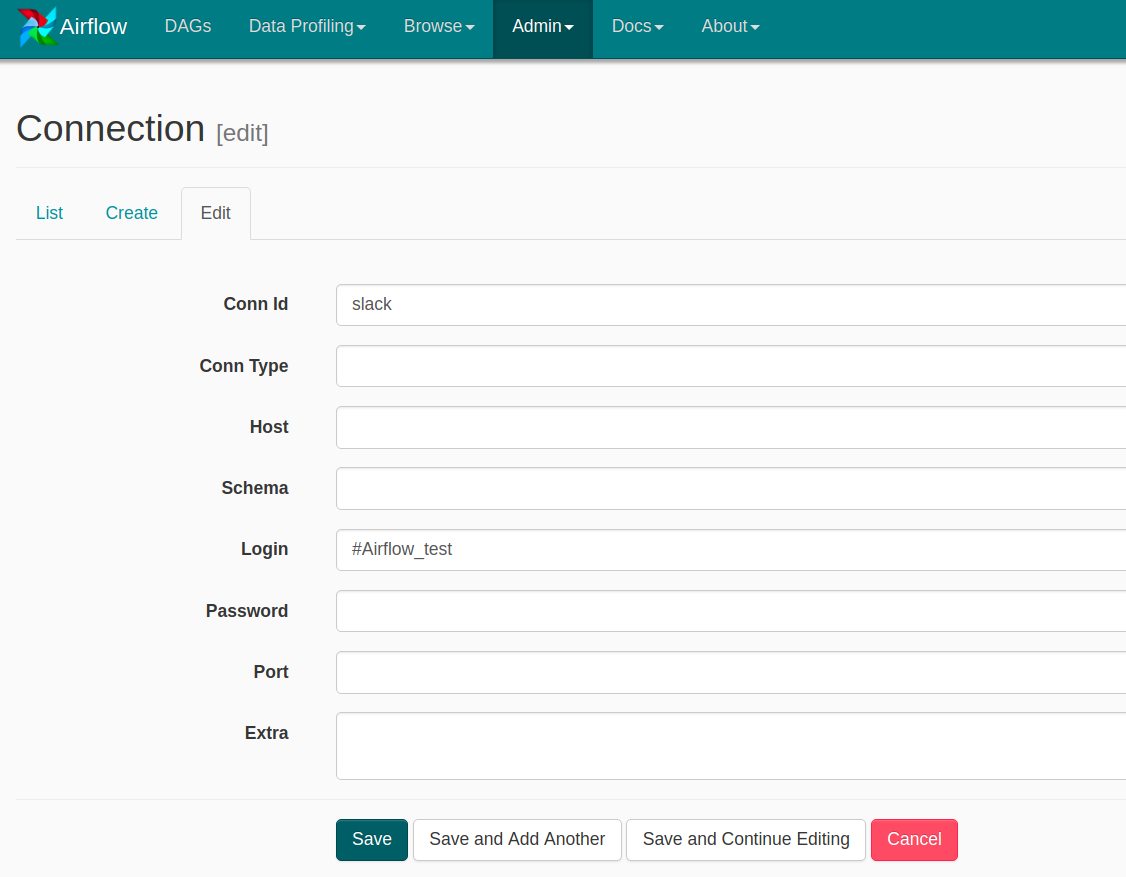 Airflow DAGs Data Profiling Browse Admin Docs About
Connection [edit]
List Create Edit
Conn Id slack
Conn Type
Host
Schema
Login #Airflow_test
Password
Port
Extra
Save Save and Add Another Save and Continue Editing Cancel